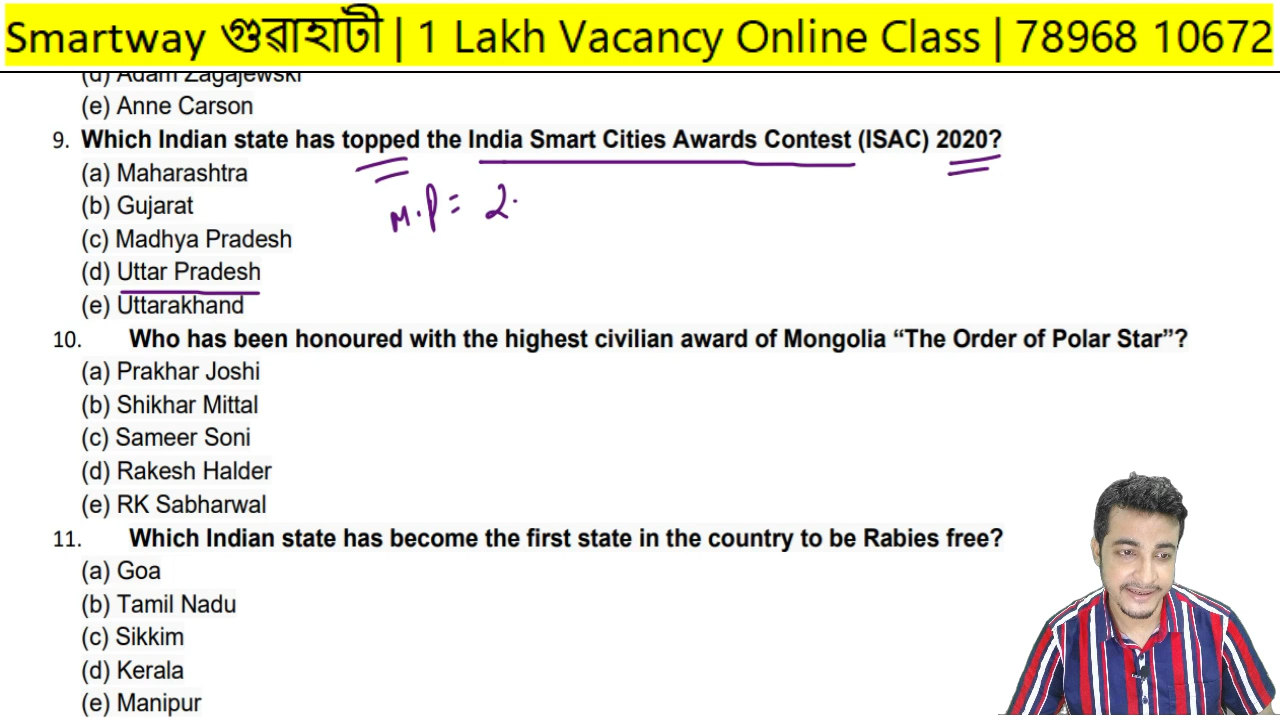 Smartway গুৱাহাটী | 1 Lakh Vacancy Online Class | 78968 10672
(d) Adam Zagajewski
(e) Anne Carson
9. Which Indian state has topped the India Smart Cities Awards Contest (ISAC) 2020?
(a) Maharashtra
(b) Gujarat
M.P = 2.
(c) Madhya Pradesh
(d) Uttar Pradesh
(e) Uttarakhand
10. Who has been honoured with the highest civilian award of Mongolia “The Order of Polar Star”?
(a) Prakhar Joshi
(b) Shikhar Mittal
(c) Sameer Soni
(d) Rakesh Halder
(e) RK Sabharwal
11. Which Indian state has become the first state in the country to be Rabies free?
(a) Goa
(b) Tamil Nadu
(c) Sikkim
(d) Kerala
(e) Manipur